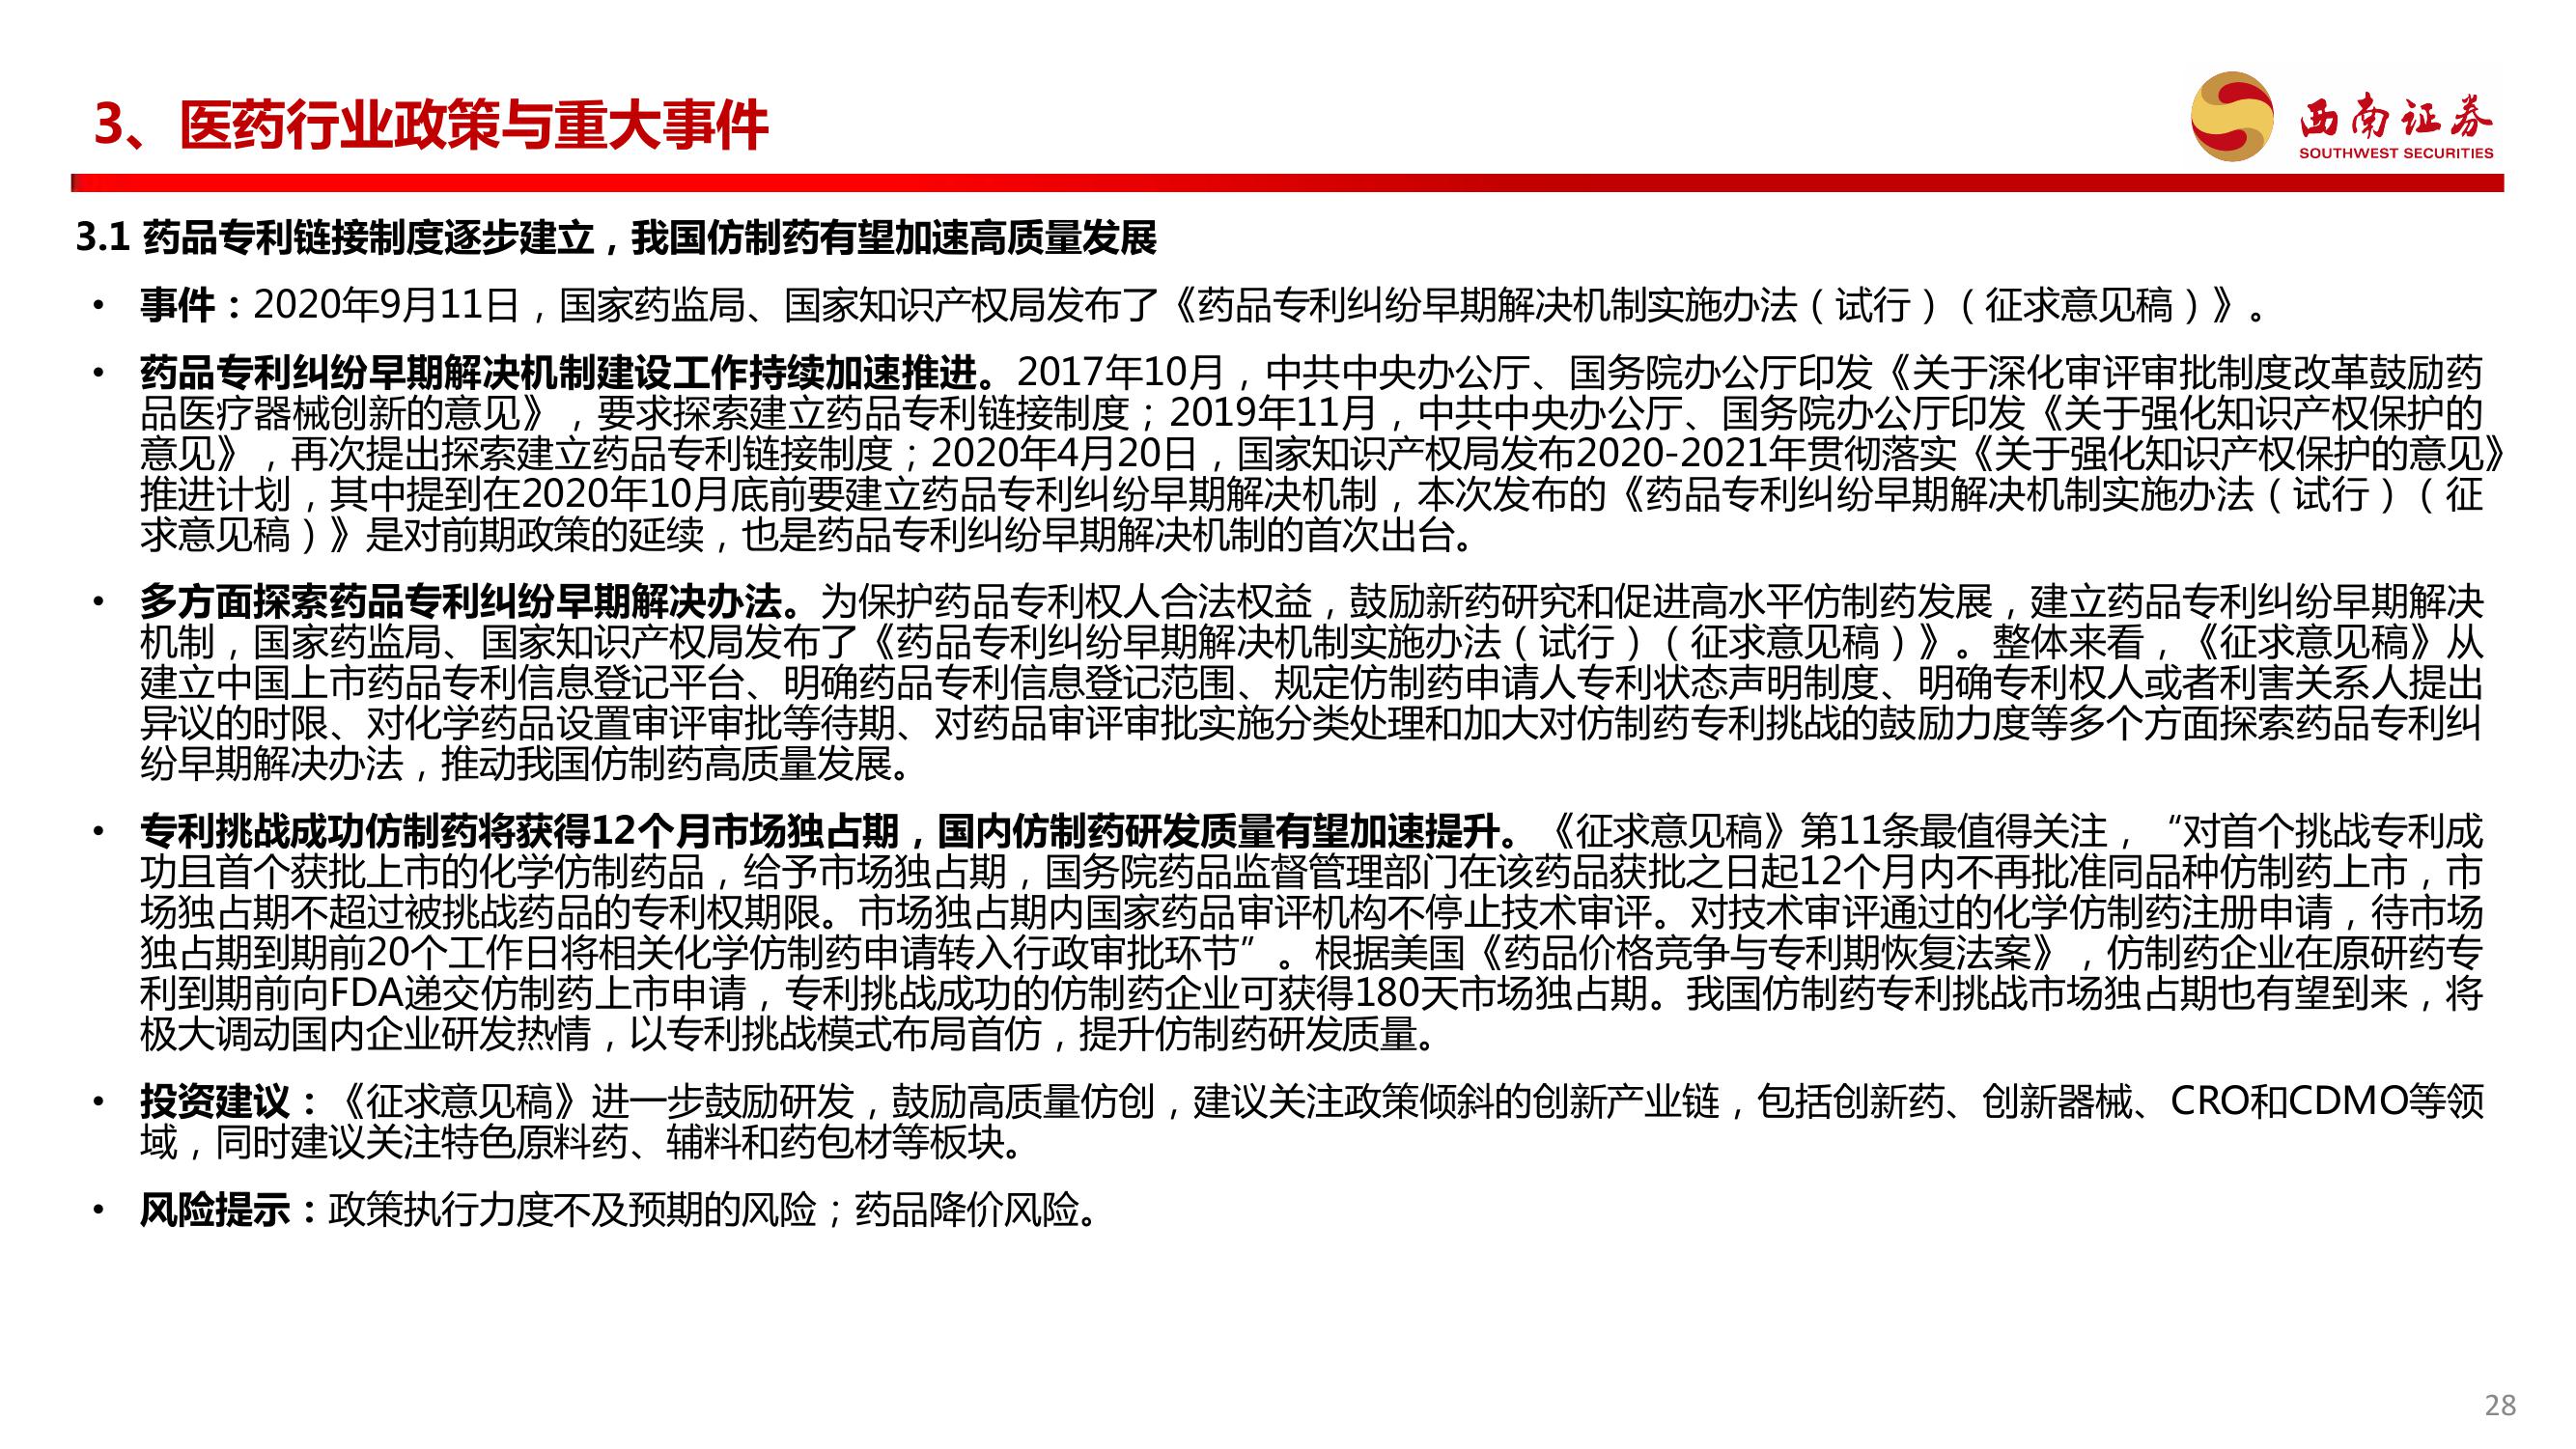 3、医药行业政策与重大事件
西南证券
SOUTHWEST SECURITIES
3.1 药品专利链接制度逐步建立，我国仿制药有望加速高质量发展
• 事件：2020年9月11日，国家药监局、国家知识产权局发布了《药品专利纠纷早期解决机制实施办法（试行）（征求意见稿）》。
• 药品专利纠纷早期解决机制建设工作持续加速推进。2017年10月，中共中央办公厅、国务院办公厅印发《关于深化审评审批制度改革鼓励药
品医疗器械创新的意见》，要求探索建立药品专利链接制度；2019年11月，中共中央办公厅、国务院办公厅印发《关于强化知识产权保护的
意见》，再次提出探索建立药品专利链接制度；2020年4月20日，国家知识产权局发布2020-2021年贯彻落实《关于强化知识产权保护的意见》
推进计划，其中提到在2020年10月底前要建立药品专利纠纷早期解决机制，本次发布的《药品专利纠纷早期解决机制实施办法（试行）（征
求意见稿）》是对前期政策的延续，也是药品专利纠纷早期解决机制的首次出台。
• 多方面探索药品专利纠纷早期解决办法。为保护药品专利权人合法权益，鼓励新药研究和促进高水平仿制药发展，建立药品专利纠纷早期解决
机制，国家药监局、国家知识产权局发布了《药品专利纠纷早期解决机制实施办法（试行）（征求意见稿）》。整体来看，《征求意见稿》从
建立中国上市药品专利信息登记平台、明确药品专利信息登记范围、规定仿制药申请人专利状态声明制度、明确专利权人或者利害关系人提出
异议的时限、对化学药品设置审评审批等待期、对药品审评审批实施分类处理和加大对仿制药专利挑战的鼓励力度等多个方面探索药品专利纠
纷早期解决办法，推动我国仿制药高质量发展。
• 专利挑战成功仿制药将获得12个月市场独占期，国内仿制药研发质量有望加速提升。《征求意见稿》第11条最值得关注，“对首个挑战专利成
功且首个获批上市的化学仿制药品，给予市场独占期，国务院药品监督管理部门在该药品获批之日起12个月内不再批准同品种仿制药上市，市
场独占期不超过被挑战药品的专利权期限。市场独占期内国家药品审评机构不停止技术审评。对技术审评通过的化学仿制药注册申请，待市场
独占期到期前20个工作日将相关化学仿制药申请转入行政审批环节”。根据美国《药品价格竞争与专利期恢复法案》，仿制药企业在原研药专
利到期前向FDA递交仿制药上市申请，专利挑战成功的仿制药企业可获得180天市场独占期。我国仿制药专利挑战市场独占期也有望到来，将
极大调动国内企业研发热情，以专利挑战模式布局首仿，提升仿制药研发质量。
• 投资建议：《征求意见稿》进一步鼓励研发，鼓励高质量仿创，建议关注政策倾斜的创新产业链，包括创新药、创新器械、CRO和CDMO等领
域，同时建议关注特色原料药、辅料和药包材等板块。
• 风险提示：政策执行力度不及预期的风险；药品降价风险。
28